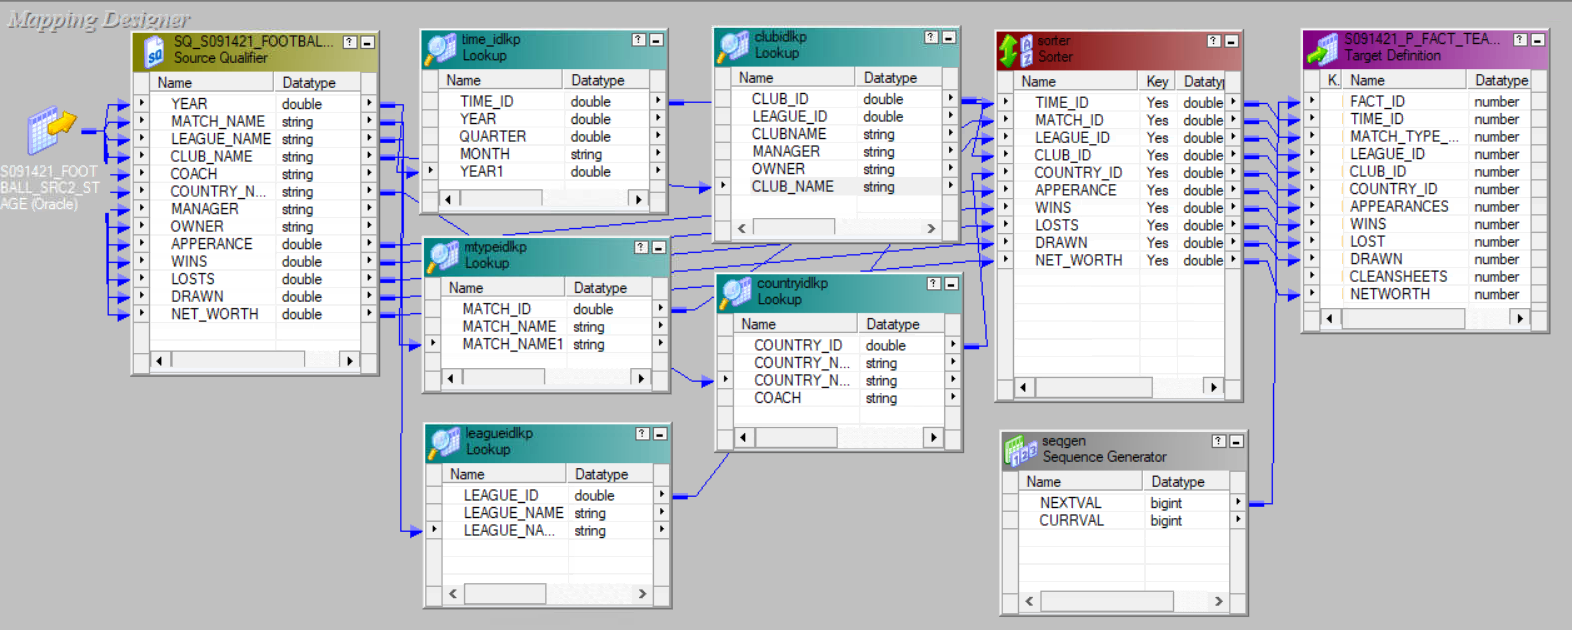 Mapping Designer
S091421_FOOT
BALL_SRC2_ST
AGE (Oracle)
SQ_S091421_FOOTBAL...
Source Qualifier
Name Datatype
YEAR double
MATCH_NAME string
LEAGUE_NAME string
CLUB_NAME string
COACH string
COUNTRY_N... string
MANAGER string
OWNER string
APPERANCE double
WINS double
LOSTS double
DRAWN double
NET_WORTH double
time_idlkp
Lookup
Name Datatype
TIME_ID double
YEAR double
QUARTER double
MONTH string
YEAR1 double
mtypeidlkp
Lookup
Name Datatype
MATCH_ID double
MATCH_NAME string
MATCH_NAME1 string
leagueidlkp
Lookup
Name Datatype
LEAGUE_ID double
LEAGUE_NAME string
LEAGUE_NA... string
clubidlkp
Lookup
Name Datatype
CLUB_ID double
LEAGUE_ID double
CLUBNAME string
MANAGER string
OWNER string
CLUB_NAME string
countryidlkp
Lookup
Name Datatype
COUNTRY_ID double
COUNTRY_N... string
COUNTRY_N... string
COACH string
sorter
Sorter
Name Key Dataty
TIME_ID Yes double
MATCH_ID Yes double
LEAGUE_ID Yes double
CLUB_ID Yes double
COUNTRY_ID Yes double
APPERANCE Yes double
WINS Yes double
LOSTS Yes double
DRAWN Yes double
NET_WORTH Yes double
seqgen
Sequence Generator
Name Datatype
NEXTVAL bigint
CURRVAL bigint
S091421_P_FACT_TEA...
Target Definition
K. Name Datatype
FACT_ID number
TIME_ID number
MATCH_TYPE_... number
LEAGUE_ID number
CLUB_ID number
COUNTRY_ID number
APPEARANCES number
WINS number
LOST number
DRAWN number
CLEANSHEETS number
NETWORTH number